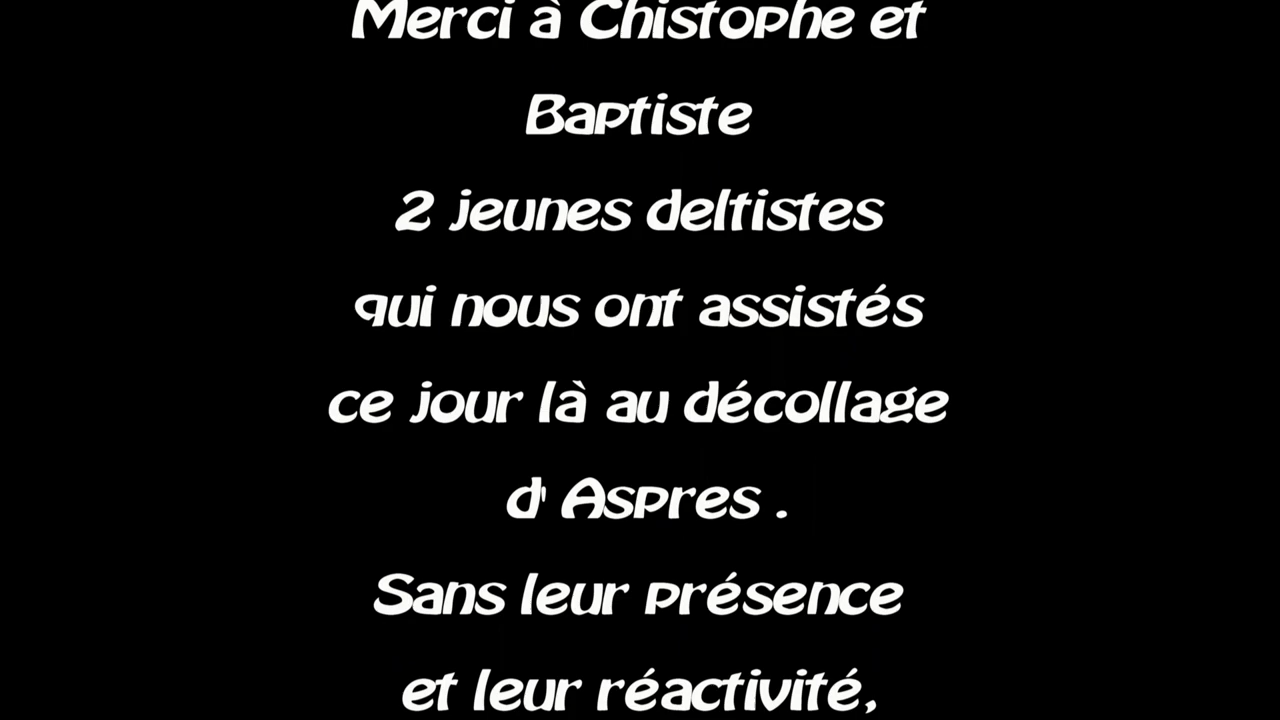 Merci à Chistophe et
Baptiste
2 jeunes deltistes
qui nous ont assistés
ce jour là au décollage
d' Aspres .
Sans leur présence
et leur réactivité,